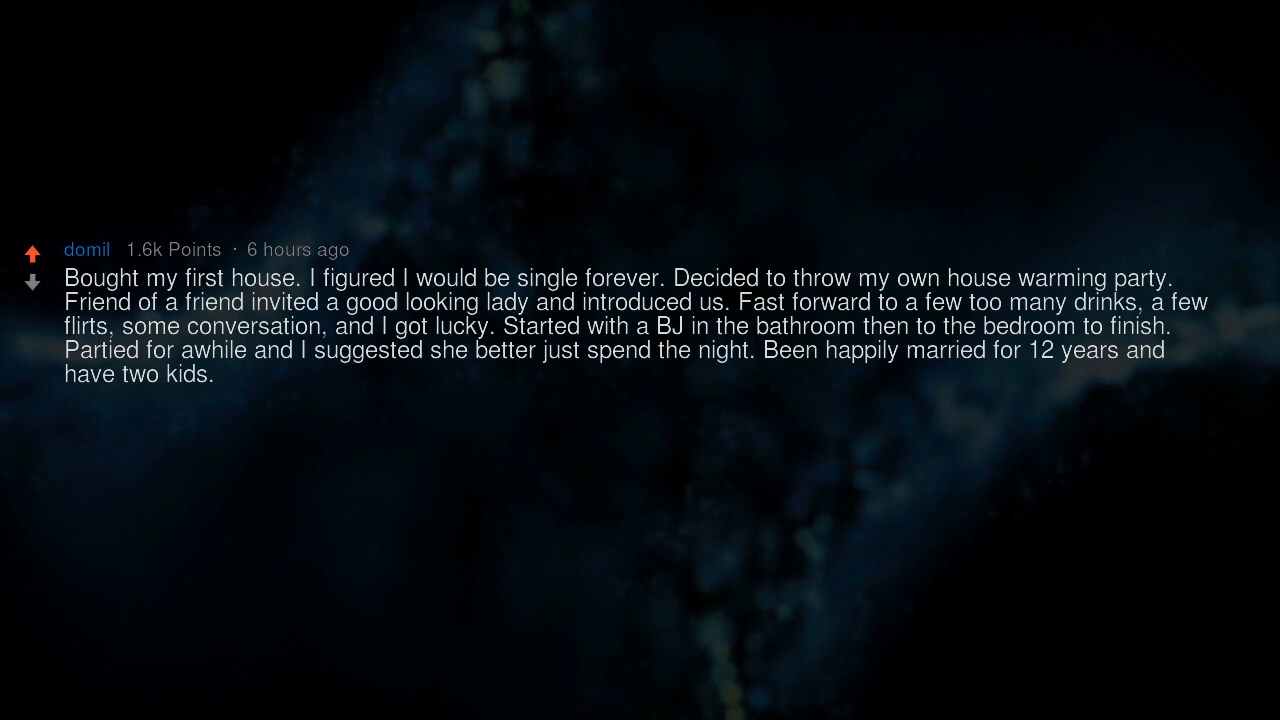 domil 1.6k Points · 6 hours ago
Bought my first house. I figured I would be single forever. Decided to throw my own house warming party.
Friend of a friend invited a good looking lady and introduced us. Fast forward to a few too many drinks, a few
flirts, some conversation, and I got lucky. Started with a BJ in the bathroom then to the bedroom to finish.
Partied for awhile and I suggested she better just spend the night. Been happily married for 12 years and
have two kids.